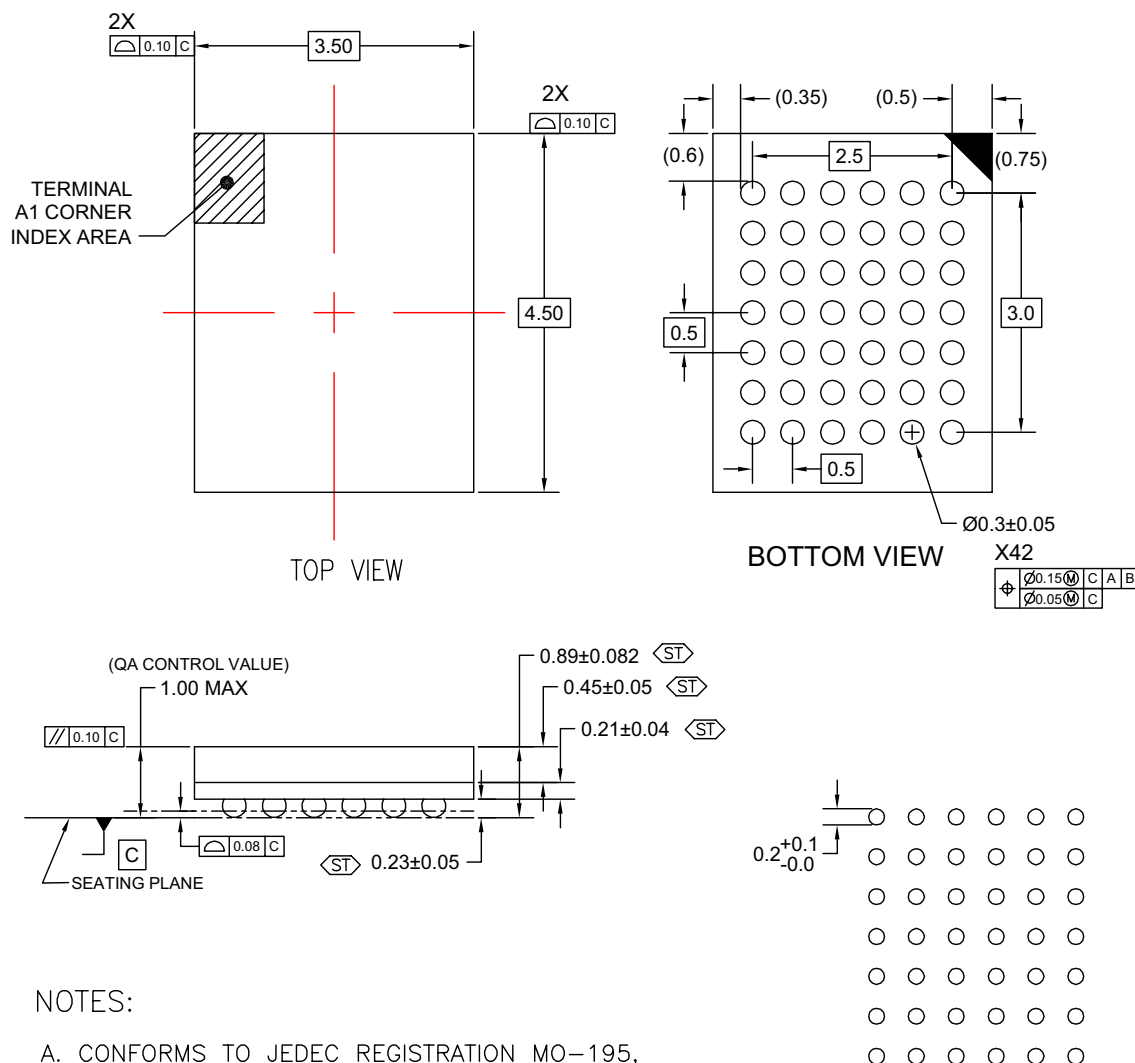 2X
0.10 C
3.50
2X
0.10 C
TERMINAL
A1 CORNER
INDEX AREA
4.50
TOP VIEW
(0.35)
(0.5)
(0.6)
2.5
(0.75)
0.5
3.0
0.5
Ø0.3±0.05
BOTTOM VIEW
X42
Ø0.15Ⓜ C A B
Ø0.05Ⓜ C
(QA CONTROL VALUE)
1.00 MAX
// 0.10 C
0.89±0.082 ST
0.45±0.05 ST
0.21±0.04 ST
0.08 C
C
ST 0.23±0.05
SEATING PLANE
0.2+0.1
-0.0
NOTES:
A. CONFORMS TO JEDEC REGISTRATION MO-195,